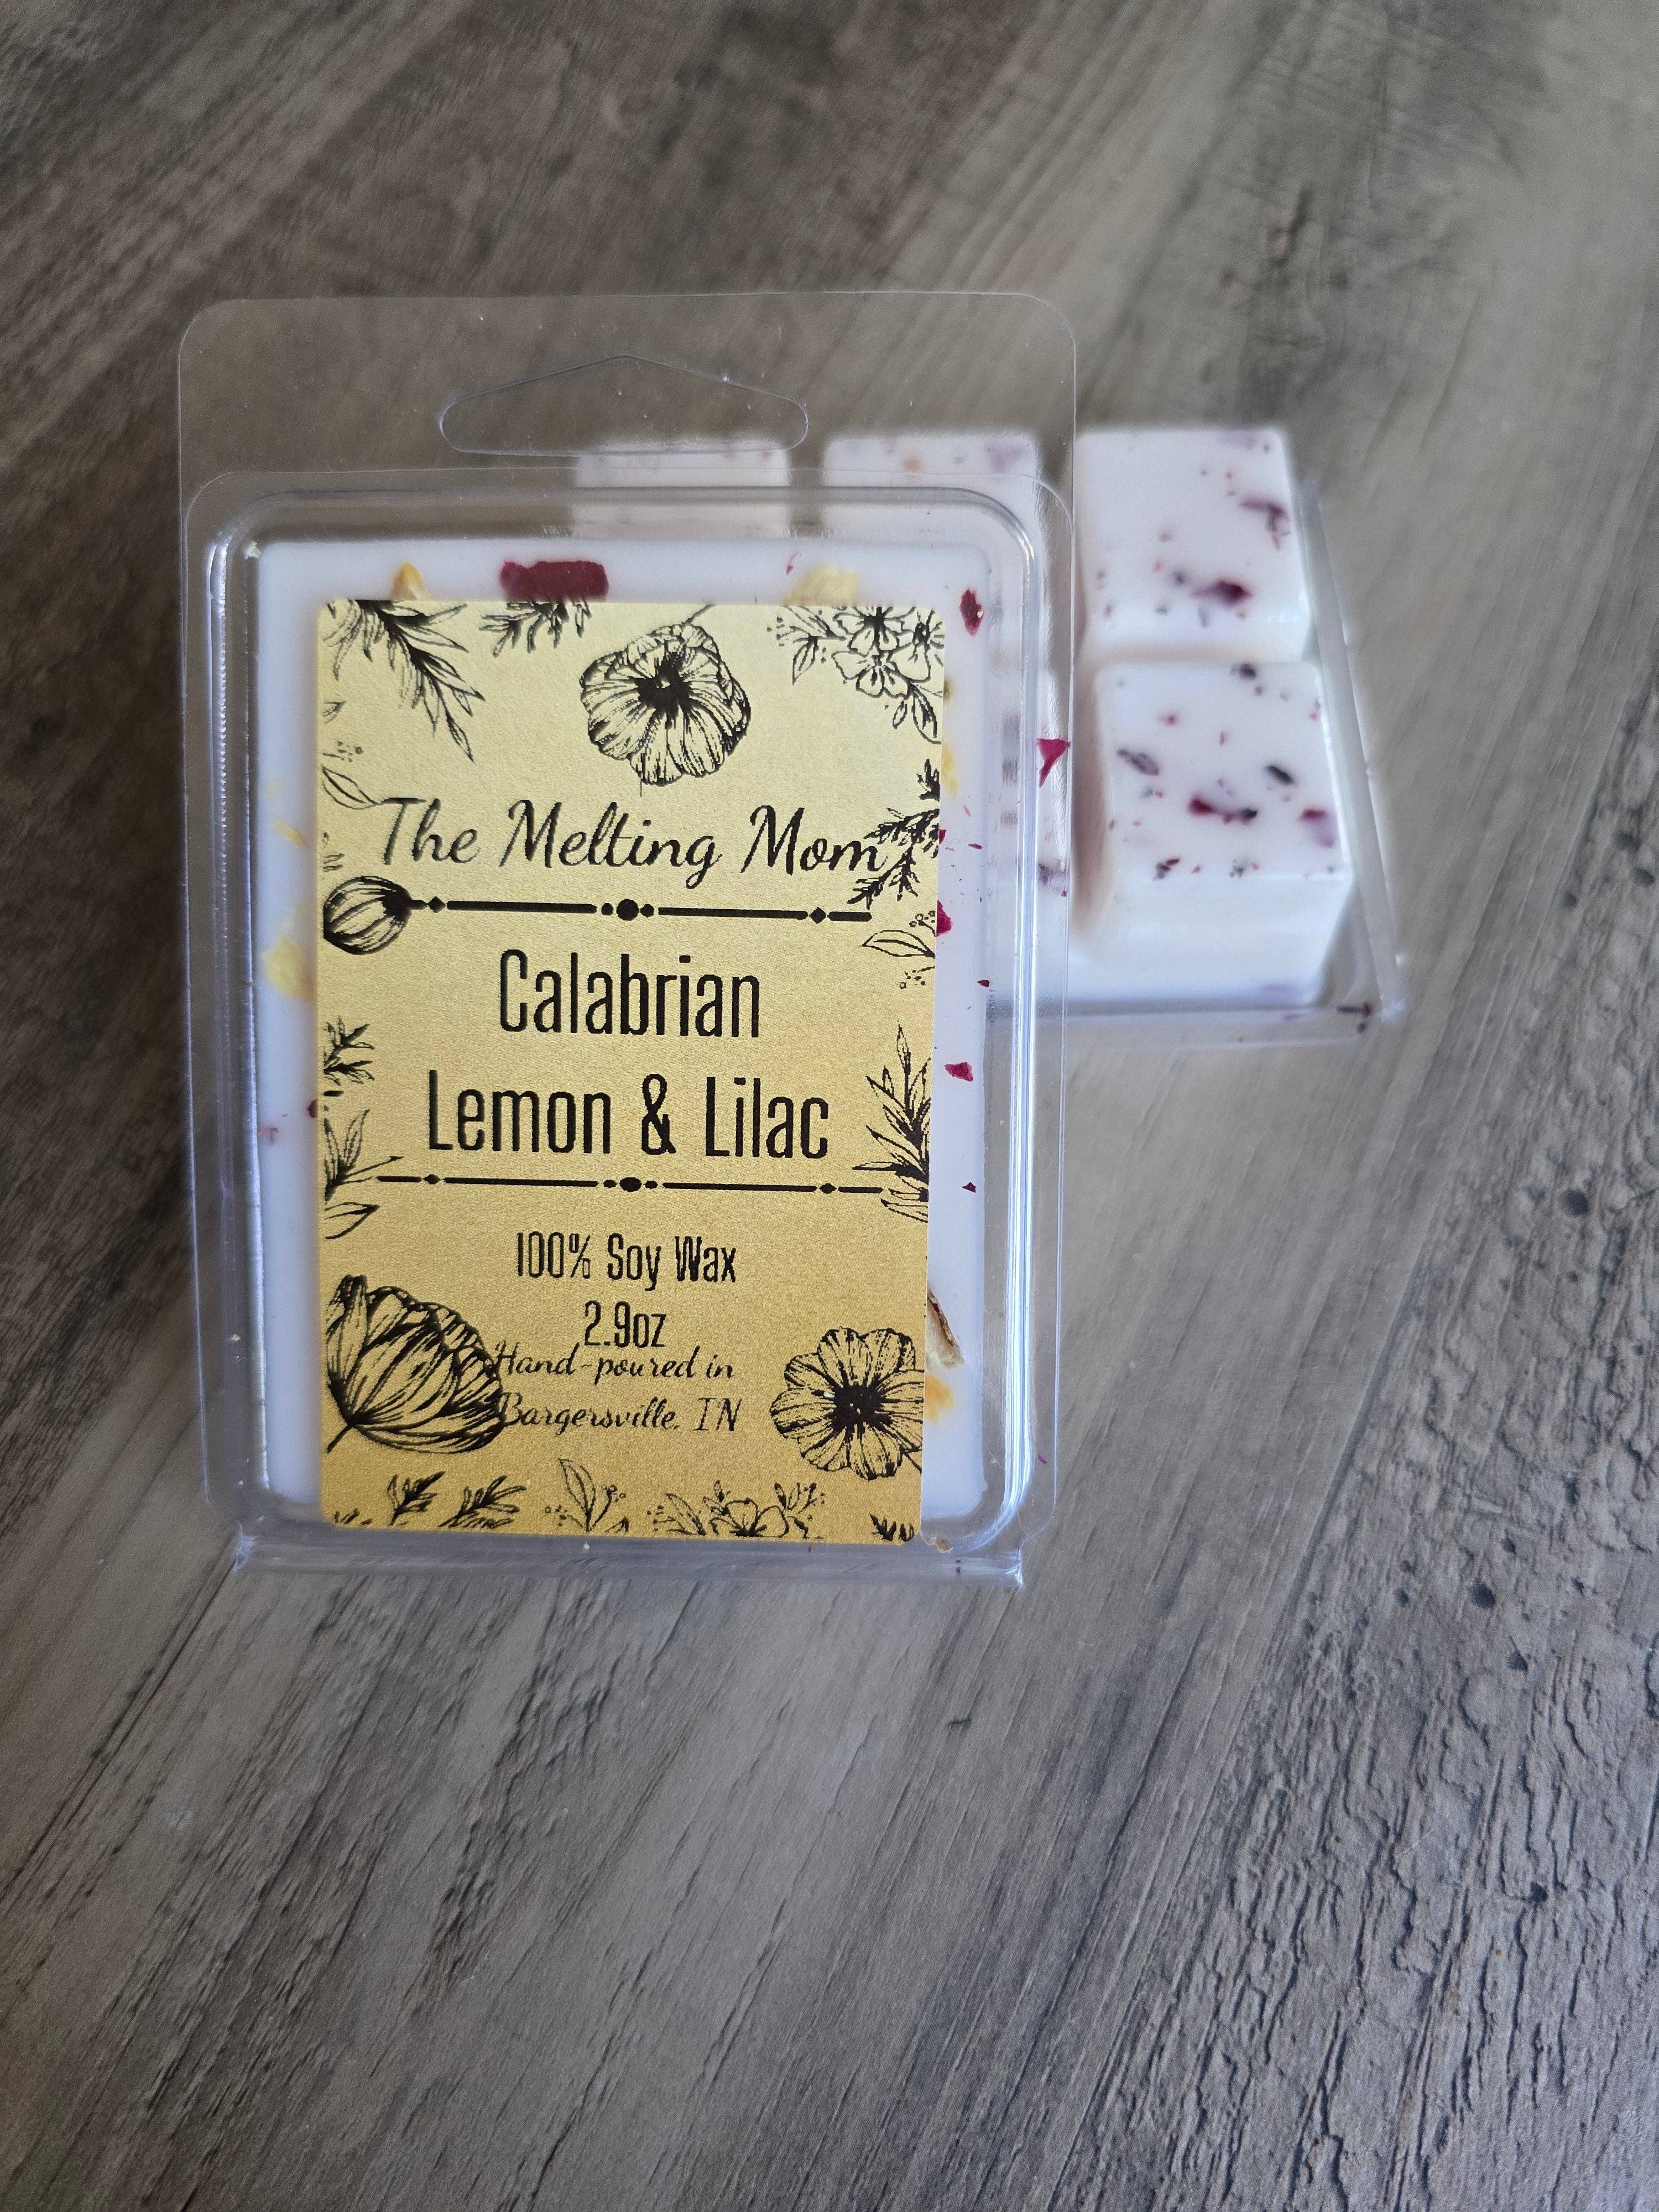 The Melting Mom
Calabrian
Lemon & Lilac
100% Soy Wax
2.9oz
Hand-poured in
Bargersville, IN